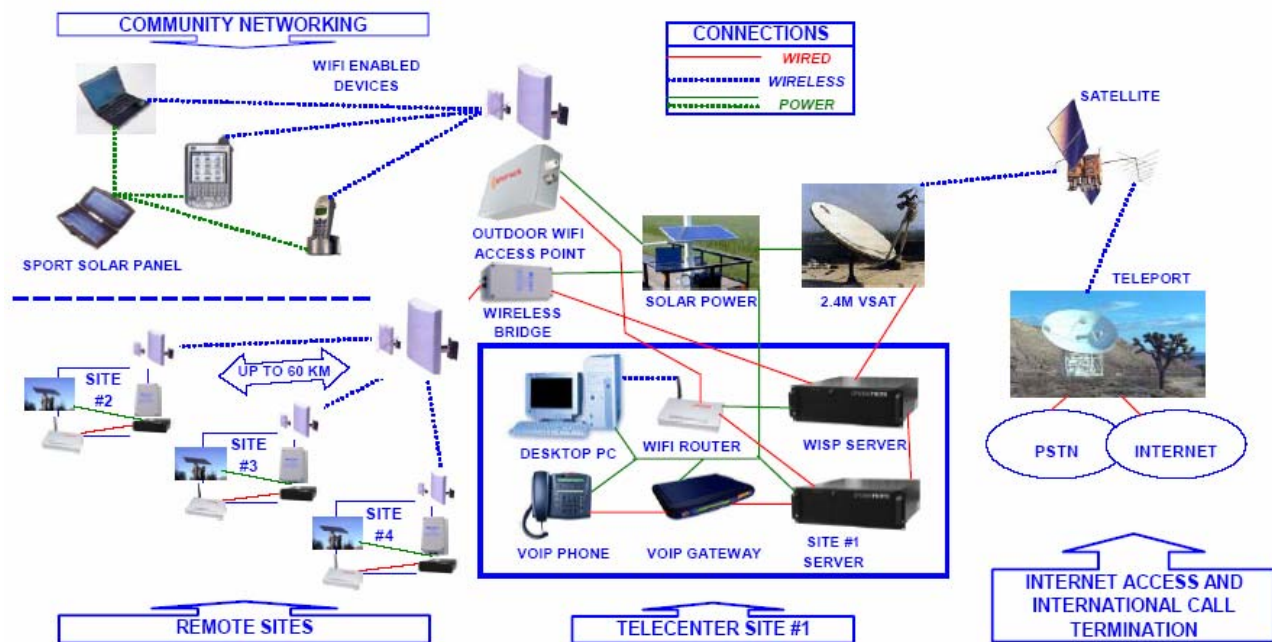 COMMUNITY NETWORKING
WIFI ENABLED
DEVICES
SPORT SOLAR PANEL
CONNECTIONS
WIRED
WIRELESS
POWER
SATELLITE
OUTDOOR WIFI
ACCESS POINT
WIRELESS
BRIDGE
SOLAR POWER
2.4M VSAT
TELEPORT
UP TO 60 KM
SITE
#2
SITE
#3
SITE
#4
DESKTOP PC
WIFI ROUTER
WISP SERVER
VOIP PHONE
VOIP GATEWAY
SITE #1
SERVER
PSTN
INTERNET
REMOTE SITES
TELECENTER SITE #1
INTERNET ACCESS AND
INTERNATIONAL CALL
TERMINATION